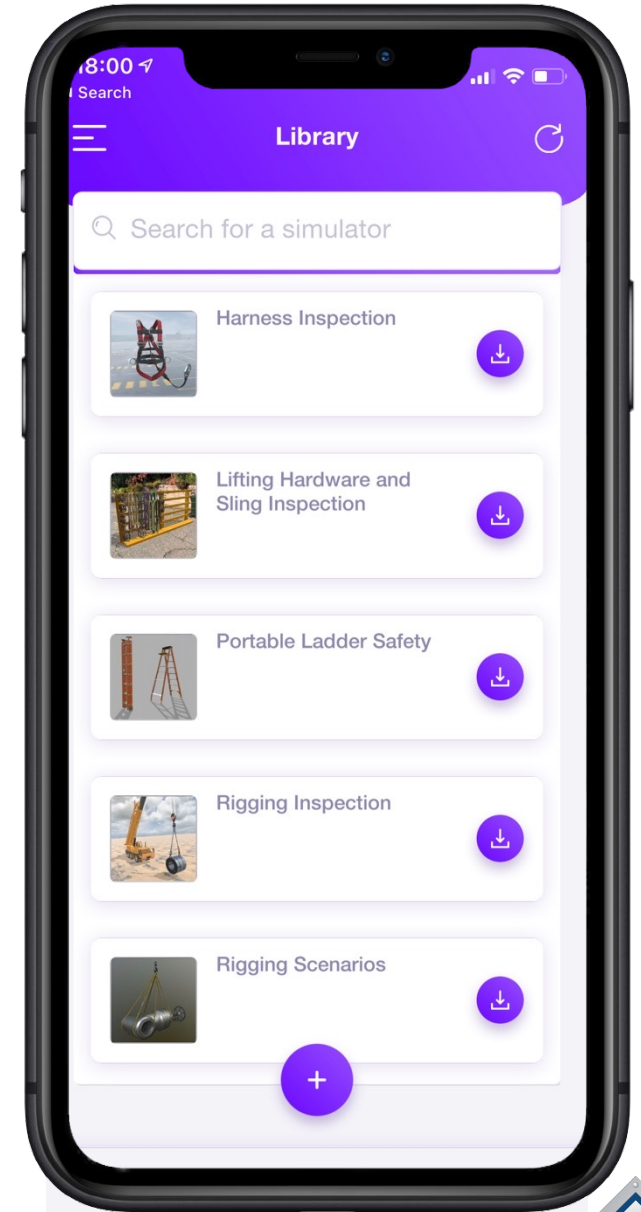 18:00
Search
Library
Search for a simulator
Harness Inspection
Lifting Hardware and
Sling Inspection
Portable Ladder Safety
Rigging Inspection
Rigging Scenarios
+